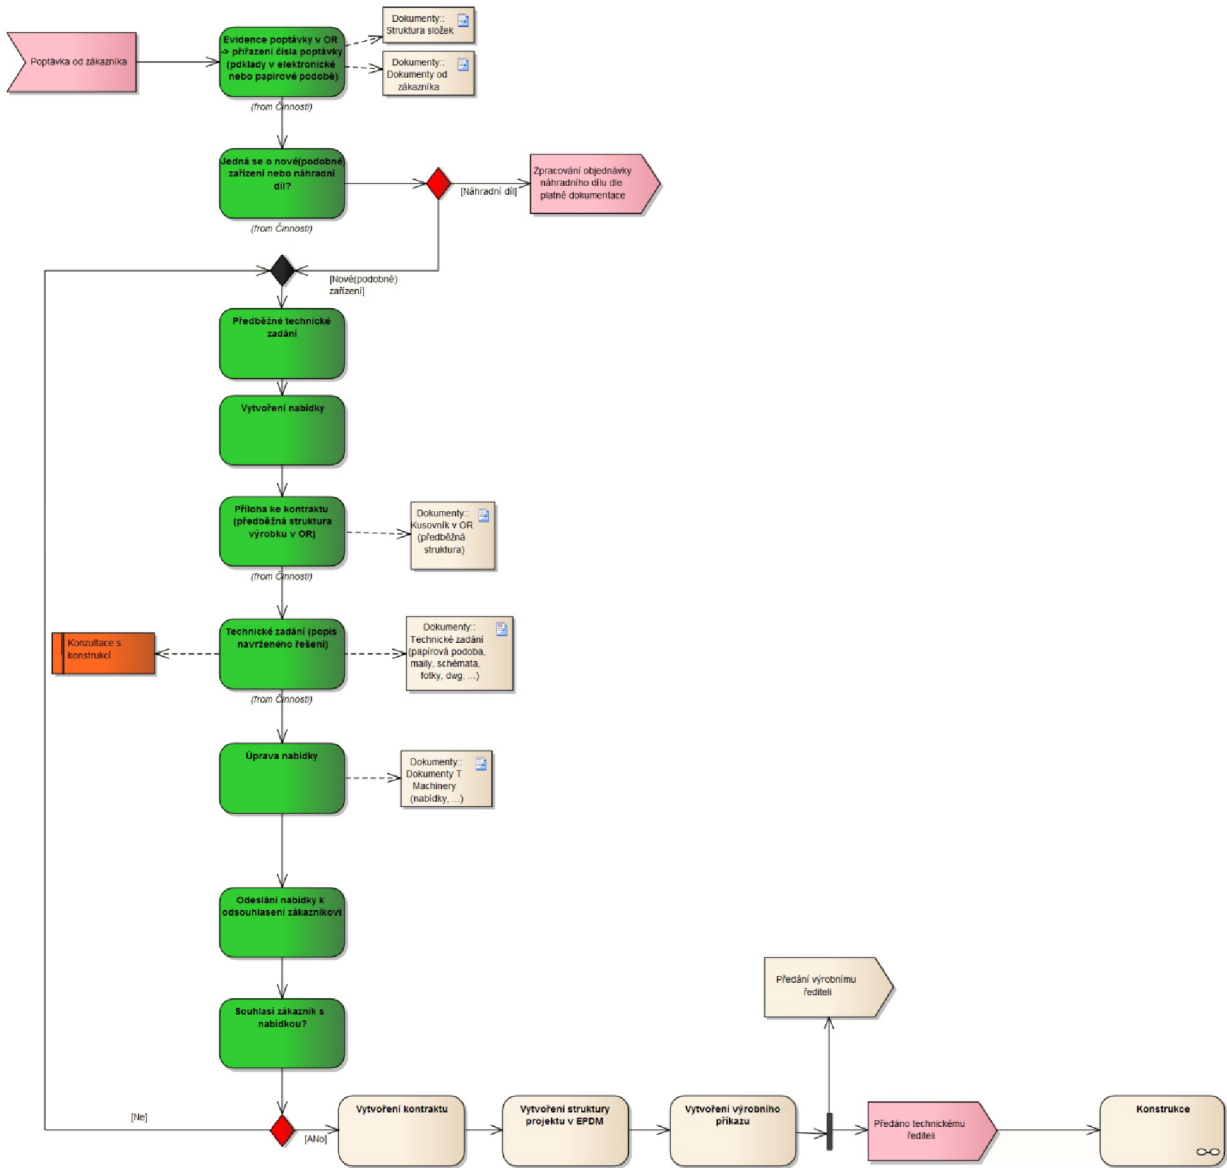 Poptávka od zákazníka
Evidence poptávky v OR
-> přiřazení čísla poptávky
(pdklady v elektronické
nebo papírové podobě)
(from Činnosti)
Dokumenty::
Struktura složek
Dokumenty::
Dokumenty od
zákazníka
Jedná se o nové(podobné)
zařízení nebo náhradní
díl?
(from Činnosti)
[Náhradní díl]
Zpracování objednávky
náhradního dílu dle
platné dokumentace
[Nové(podobné)
zařízení]
Předběžné technické
zadání
Vytvoření nabídky
Příloha ke kontraktu
(předběžná struktura
výrobku v OR)
(from Činnosti)
Dokumenty::
Kusovník v OR
(předběžná
struktura)
Konzultace s
konstrukcí
Technické zadání (popis
navrženého řešení)
(from Činnosti)
Dokumenty::
Technické zadání
(papírová podoba,
maily, schémata,
fotky, dwg, ...)
Úprava nabídky
Dokumenty::
Dokumenty T
Machinery
(nabídky, ...)
Odeslání nabídky k
odsouhlasení zákazníkovi
Souhlasí zákazník s
nabídkou?
[Ne]
[ANo]
Vytvoření kontraktu
Vytvoření struktury
projektu v EPDM
Vytvoření výrobního
příkazu
Předání výrobnímu
řediteli
Předáno technickému
řediteli
Konstrukce